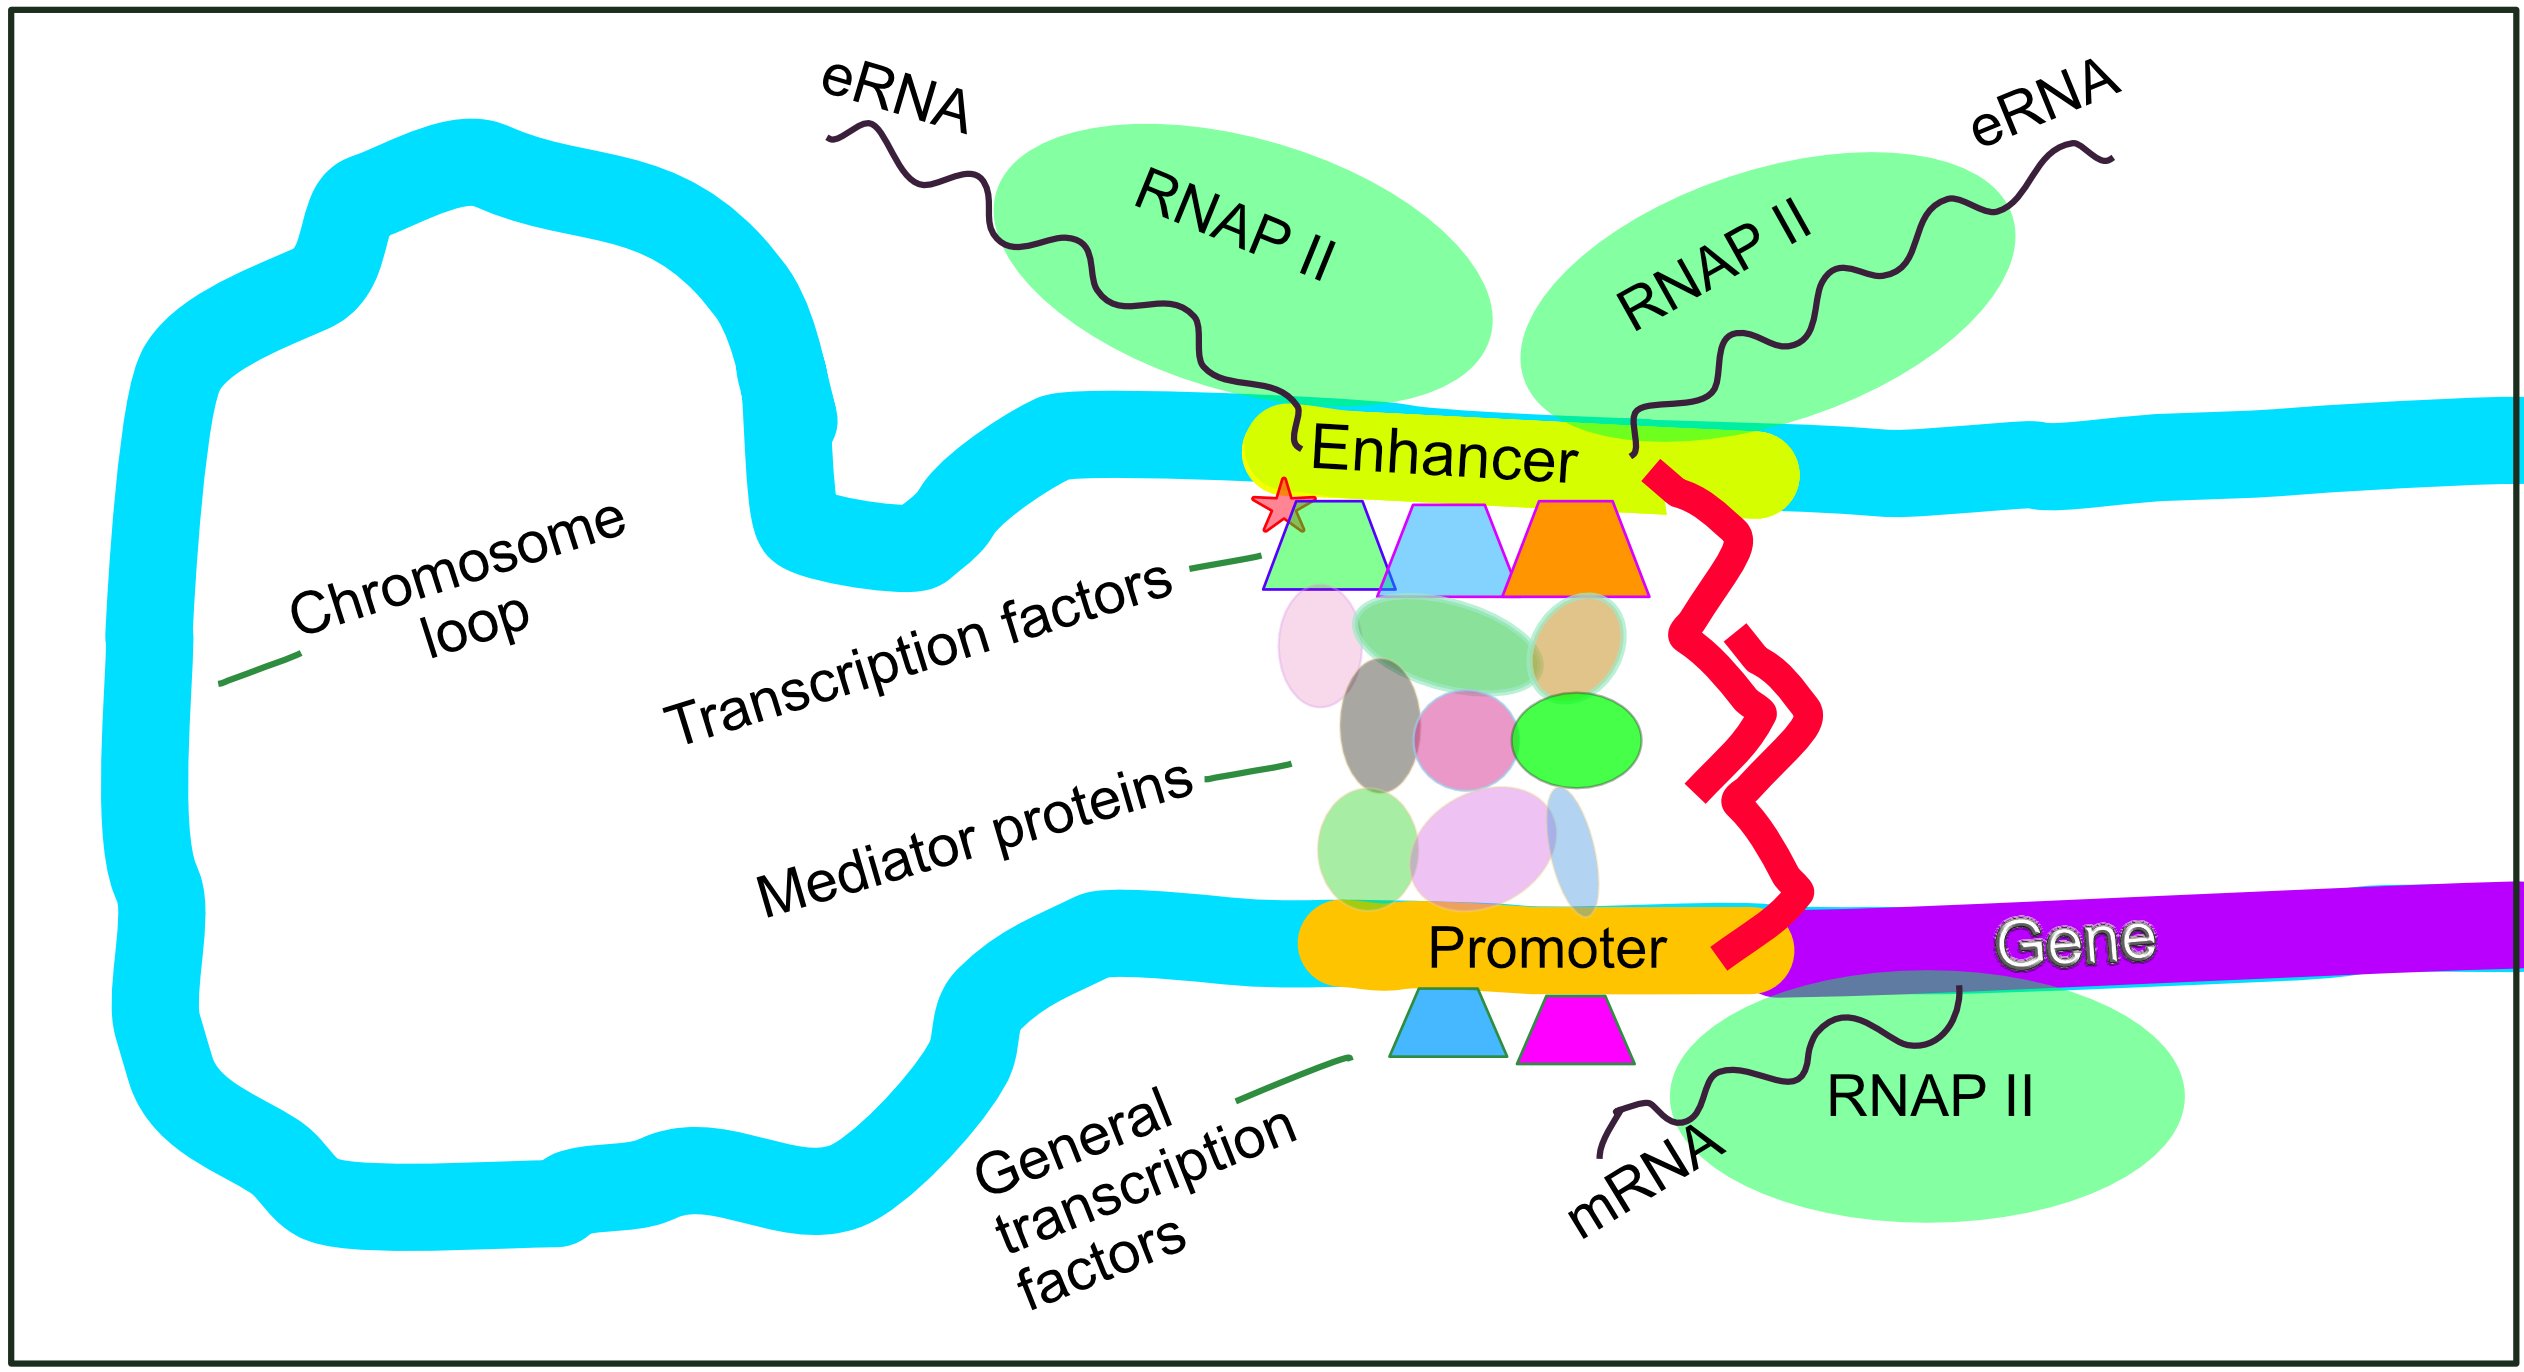 eRNA
eRNA
RNAP II
RNAP II
Enhancer
Chromosome
loop
Transcription factors
Mediator proteins
Promoter
Gene
General
transcription
factors
RNAP II
mRNA